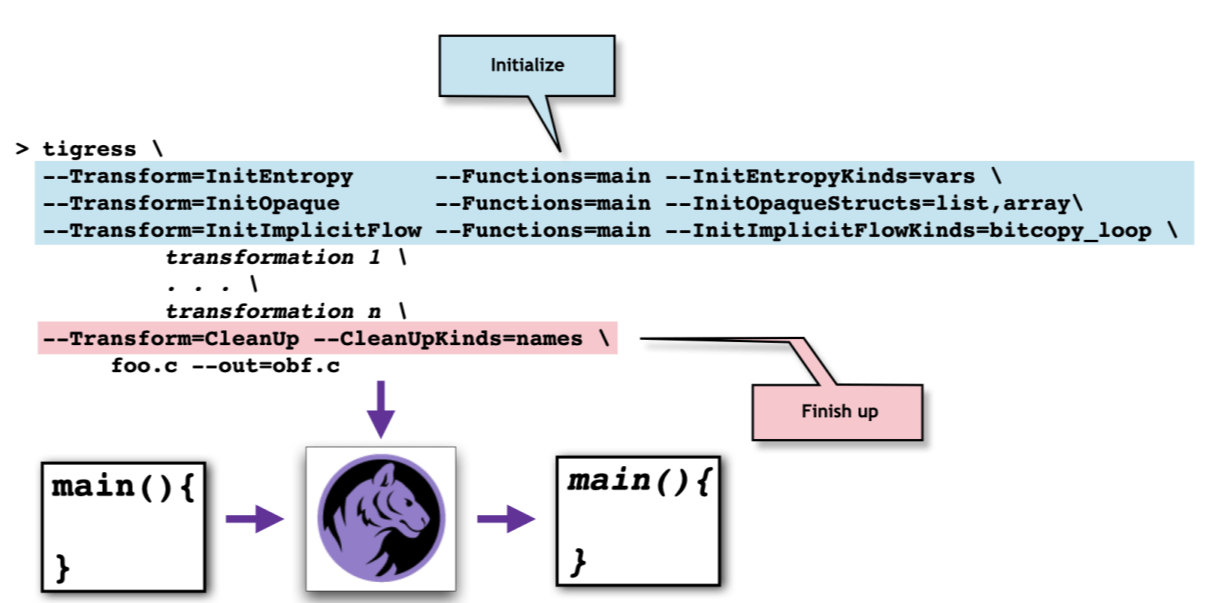 Initialize
> tigress \
--Transform=InitEntropy --Functions=main --InitEntropyKinds=vars \
--Transform=InitOpaque --Functions=main --InitOpaqueStructs=list,array\
--Transform=InitImplicitFlow --Functions=main --InitImplicitFlowKinds=bitcopy_loop \
transformation 1 \
. . . \
transformation n \
--Transform=CleanUp --CleanUpKinds=names \
foo.c --out=obf.c
Finish up
main(){
}
main(){
}